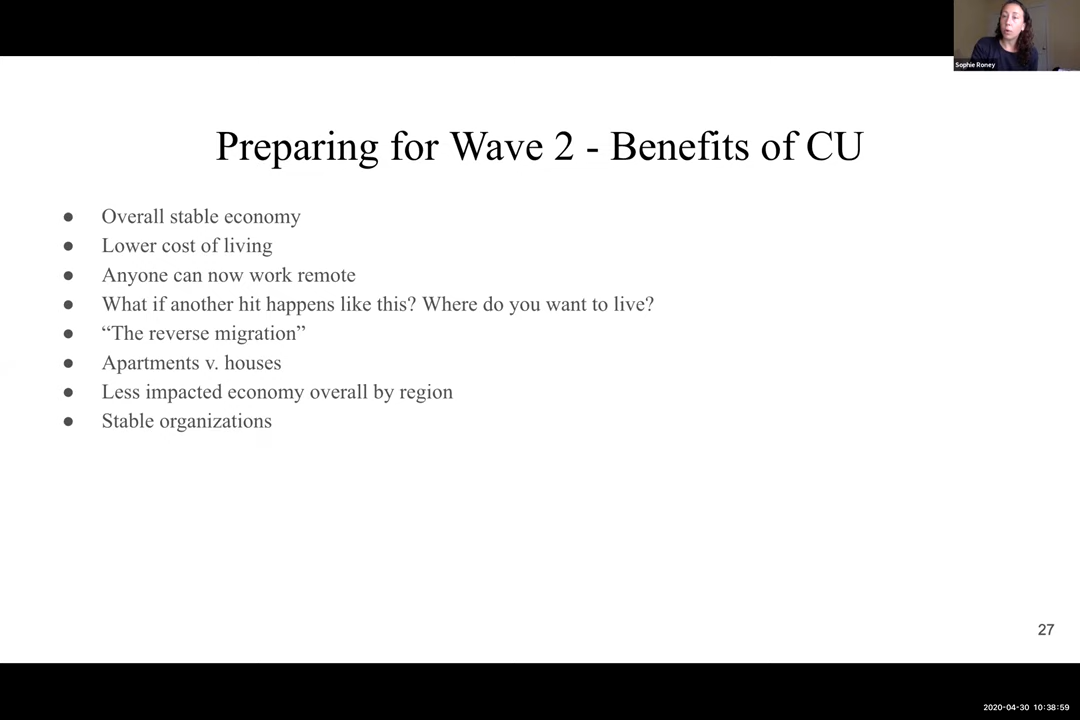 Sophie Roney
Preparing for Wave 2 - Benefits of CU
● Overall stable economy
● Lower cost of living
● Anyone can now work remote
● What if another hit happens like this? Where do you want to live?
● “The reverse migration”
● Apartments v. houses
● Less impacted economy overall by region
● Stable organizations
27
2020-04-30 10:38:59